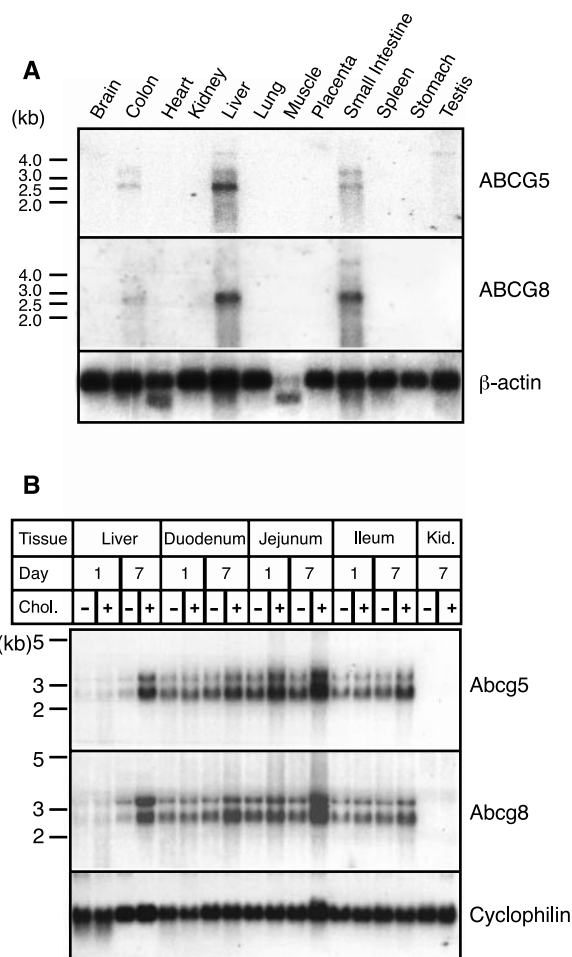 A
Brain Colon Heart Kidney Liver Lung Muscle Placenta Small Intestine Spleen Stomach Testis
(kb)
4.0
3.0
2.5
2.0
ABCG5
4.0
3.0
2.5
2.0
ABCG8
β-actin
B
Tissue Liver Duodenum Jejunum Ileum Kid.
Day 1 7 1 7 1 7 1 7 7
Chol. - + - + - + - + - + - + - + - + - +
(kb) 5
3
2
Abcg5
5
3
2
Abcg8
Cyclophilin